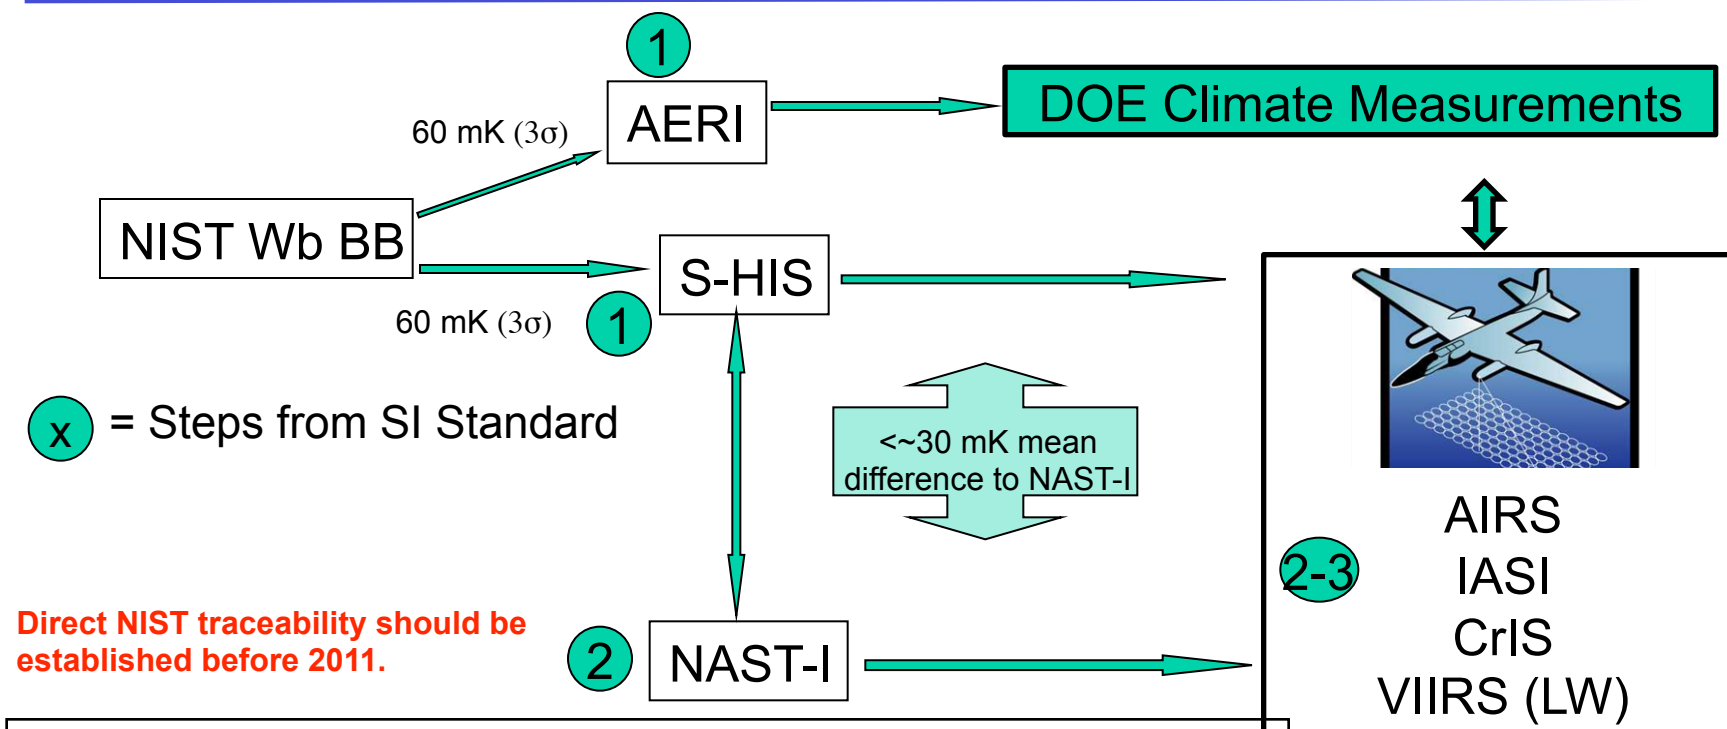 1
60 mK (3σ)
AERI
DOE Climate Measurements
NIST Wb BB
S-HIS
60 mK (3σ)
1
x = Steps from SI Standard
<~30 mK mean
difference to NAST-I
AIRS
2-3
IASI
CrIS
VIIRS (LW)
Direct NIST traceability should be
established before 2011.
2
NAST-I